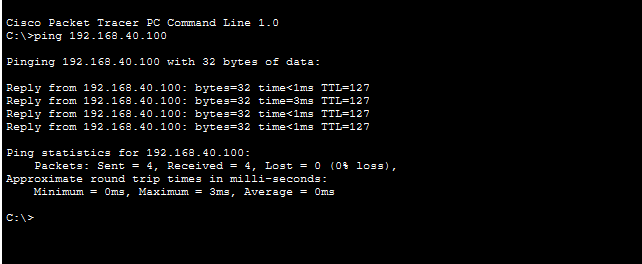 Cisco Packet Tracer PC Command Line 1.0
C:\>ping 192.168.40.100
Pinging 192.168.40.100 with 32 bytes of data:
Reply from 192.168.40.100: bytes=32 time<1ms TTL=127
Reply from 192.168.40.100: bytes=32 time=3ms TTL=127
Reply from 192.168.40.100: bytes=32 time<1ms TTL=127
Reply from 192.168.40.100: bytes=32 time<1ms TTL=127
Ping statistics for 192.168.40.100:
Packets: Sent = 4, Received = 4, Lost = 0 (0% loss),
Approximate round trip times in milli-seconds:
Minimum = 0ms, Maximum = 3ms, Average = 0ms
C:\>